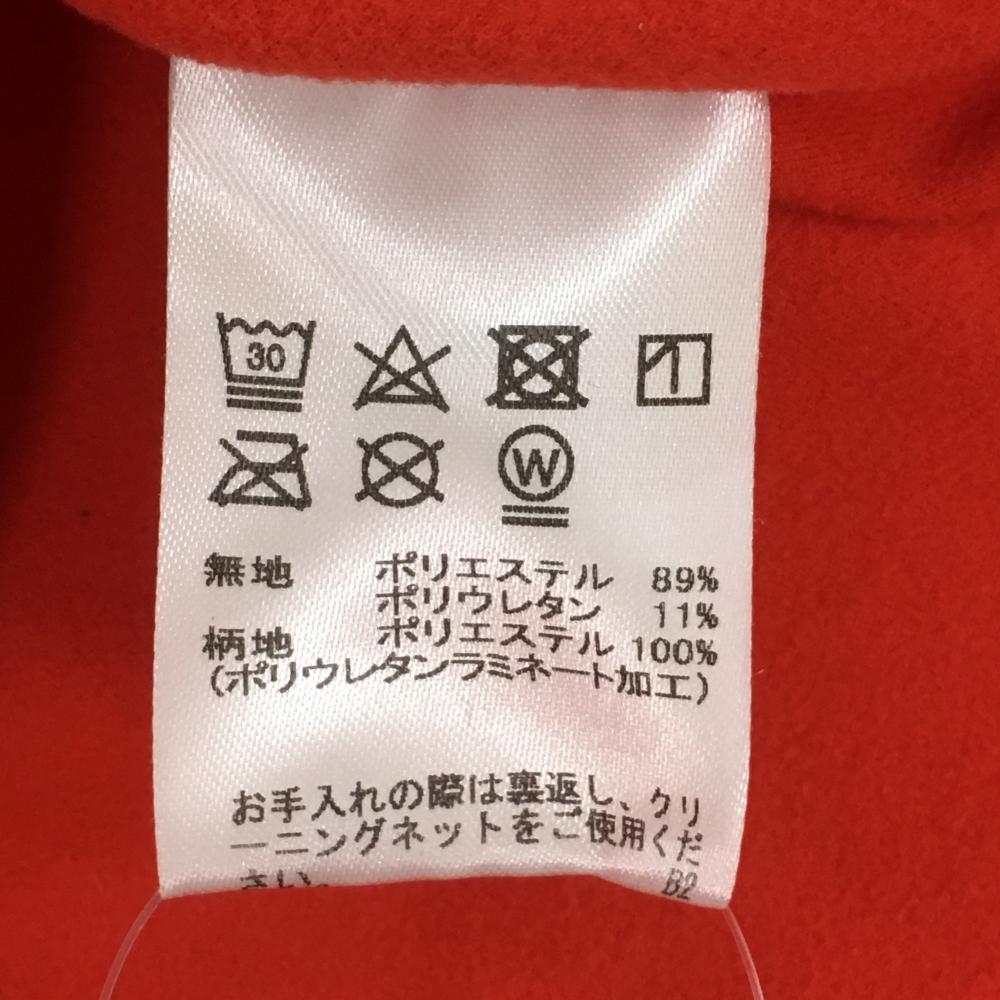 30
W
無地 ポリエステル 89%
ポリウレタン 11%
柄地 ポリエステル 100%
(ポリウレタンラミネート加工)
お手入れの際は裏返し、クリ
ーニングネットをご使用くだ
さい。 B2